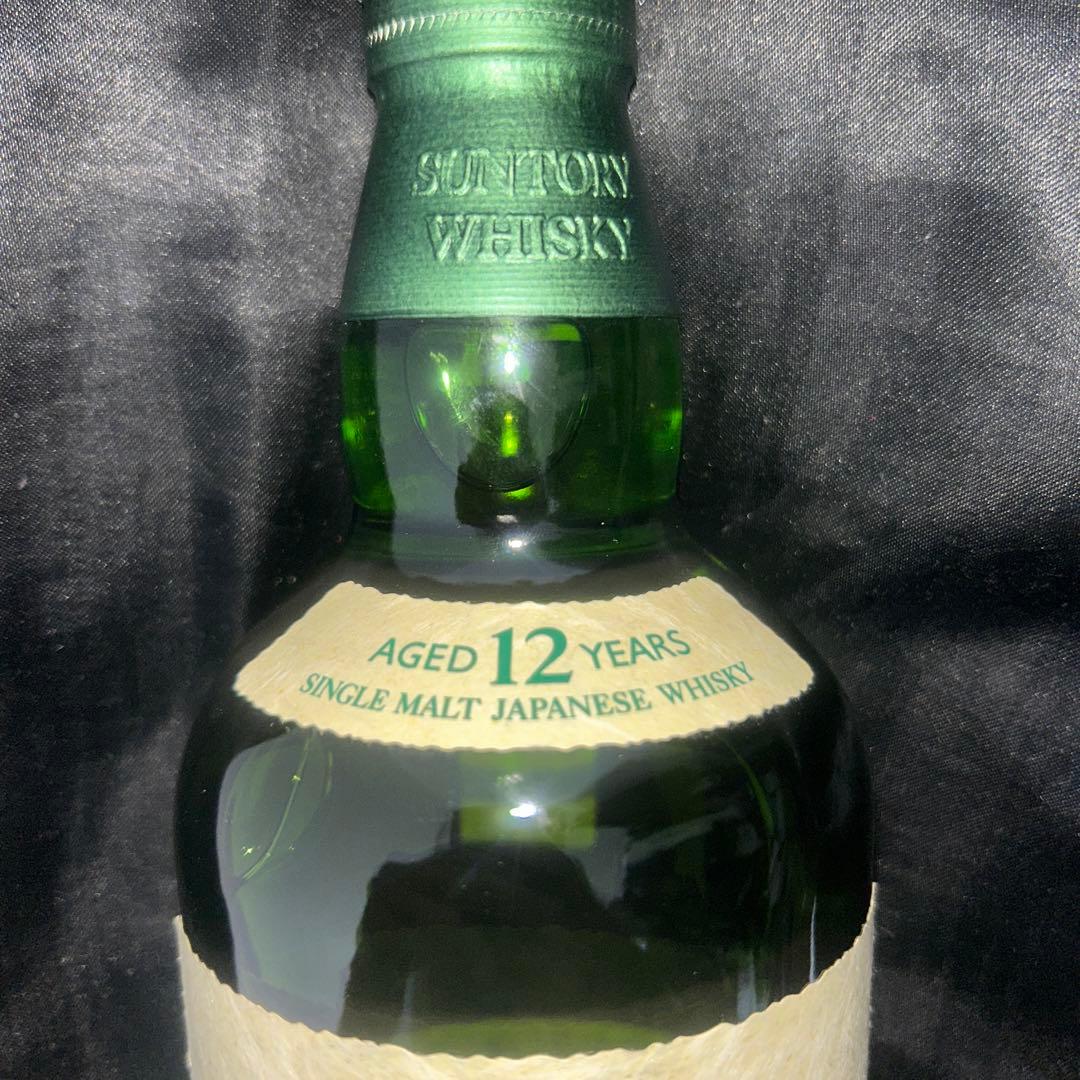 SUNTORY
WHISKY
AGED 12 YEARS
SINGLE MALT JAPANESE WHISKY